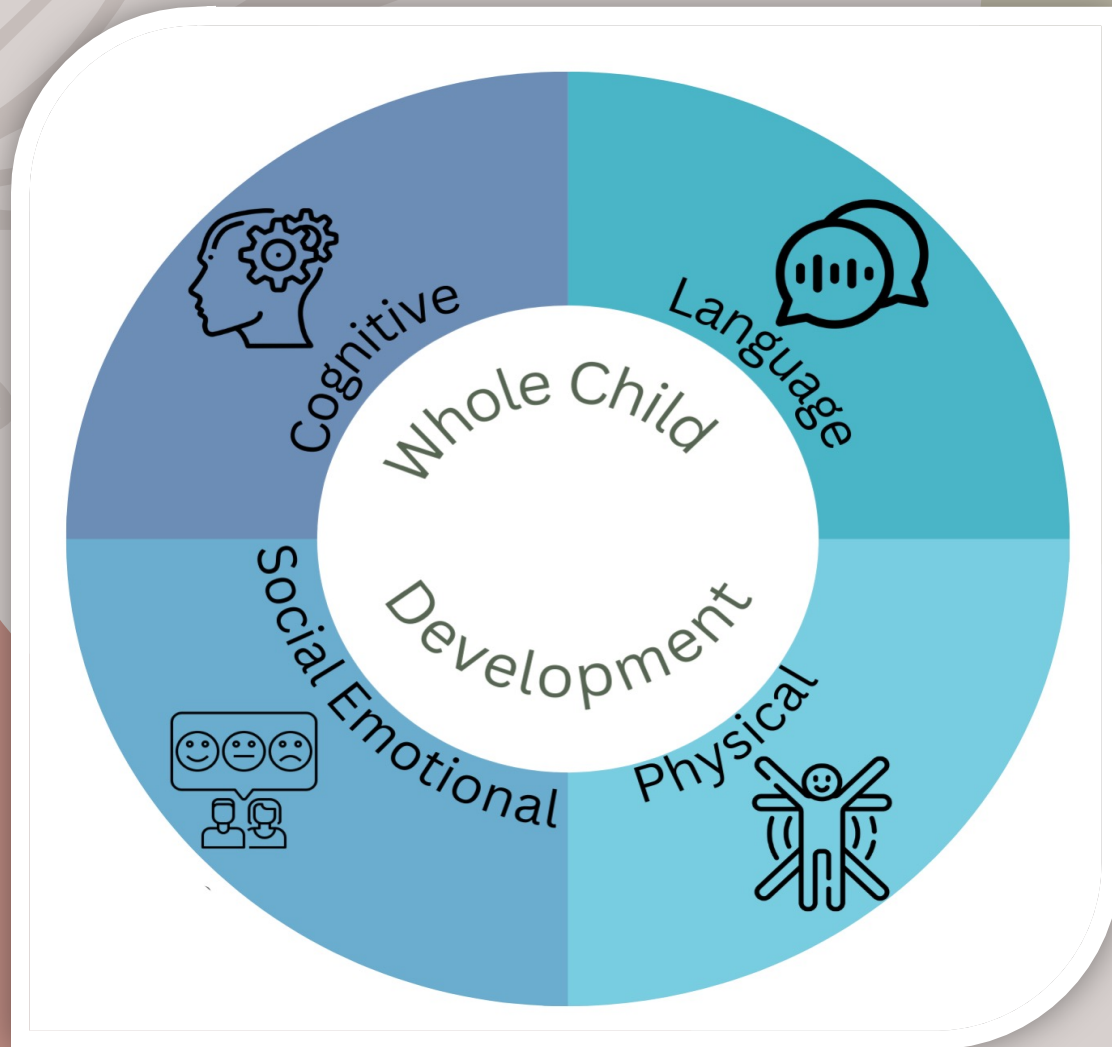 Cognitive
Language
Whole Child
Development
Social Emotional
Physical